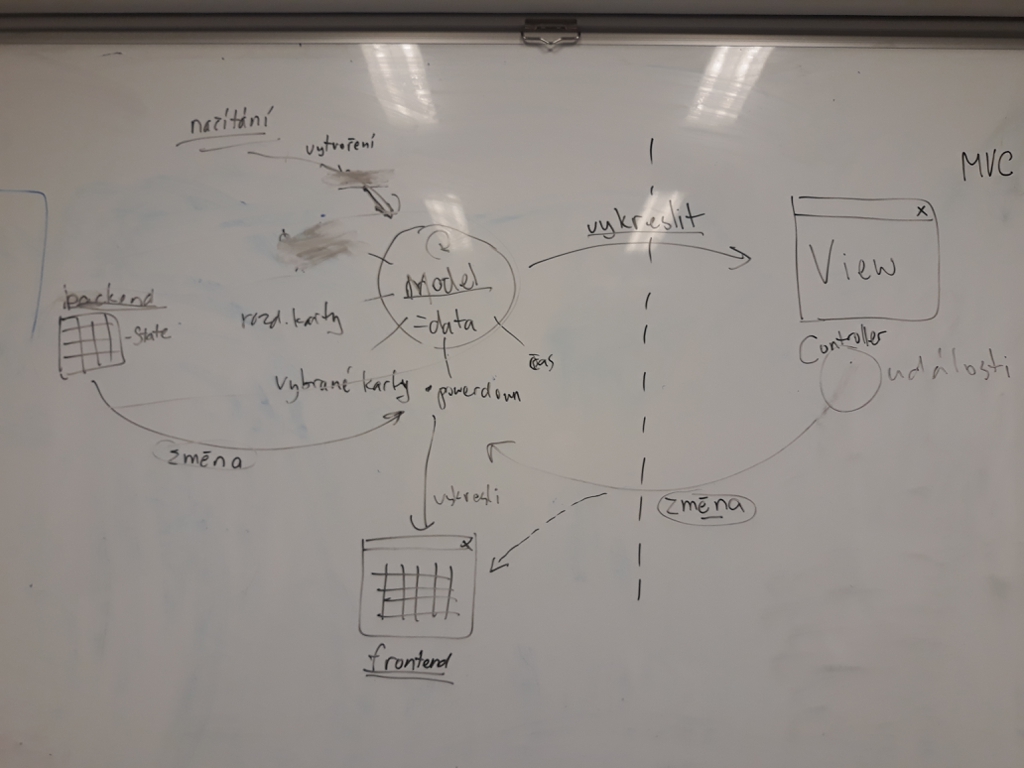 načítání
vytvoření
MVC
vykreslit
x
View
Model
=data
backend
-State
rozd. karty
čas
Controller
události
vybrané karty
• powerdown
změna
vykresli
změna
x
frontend